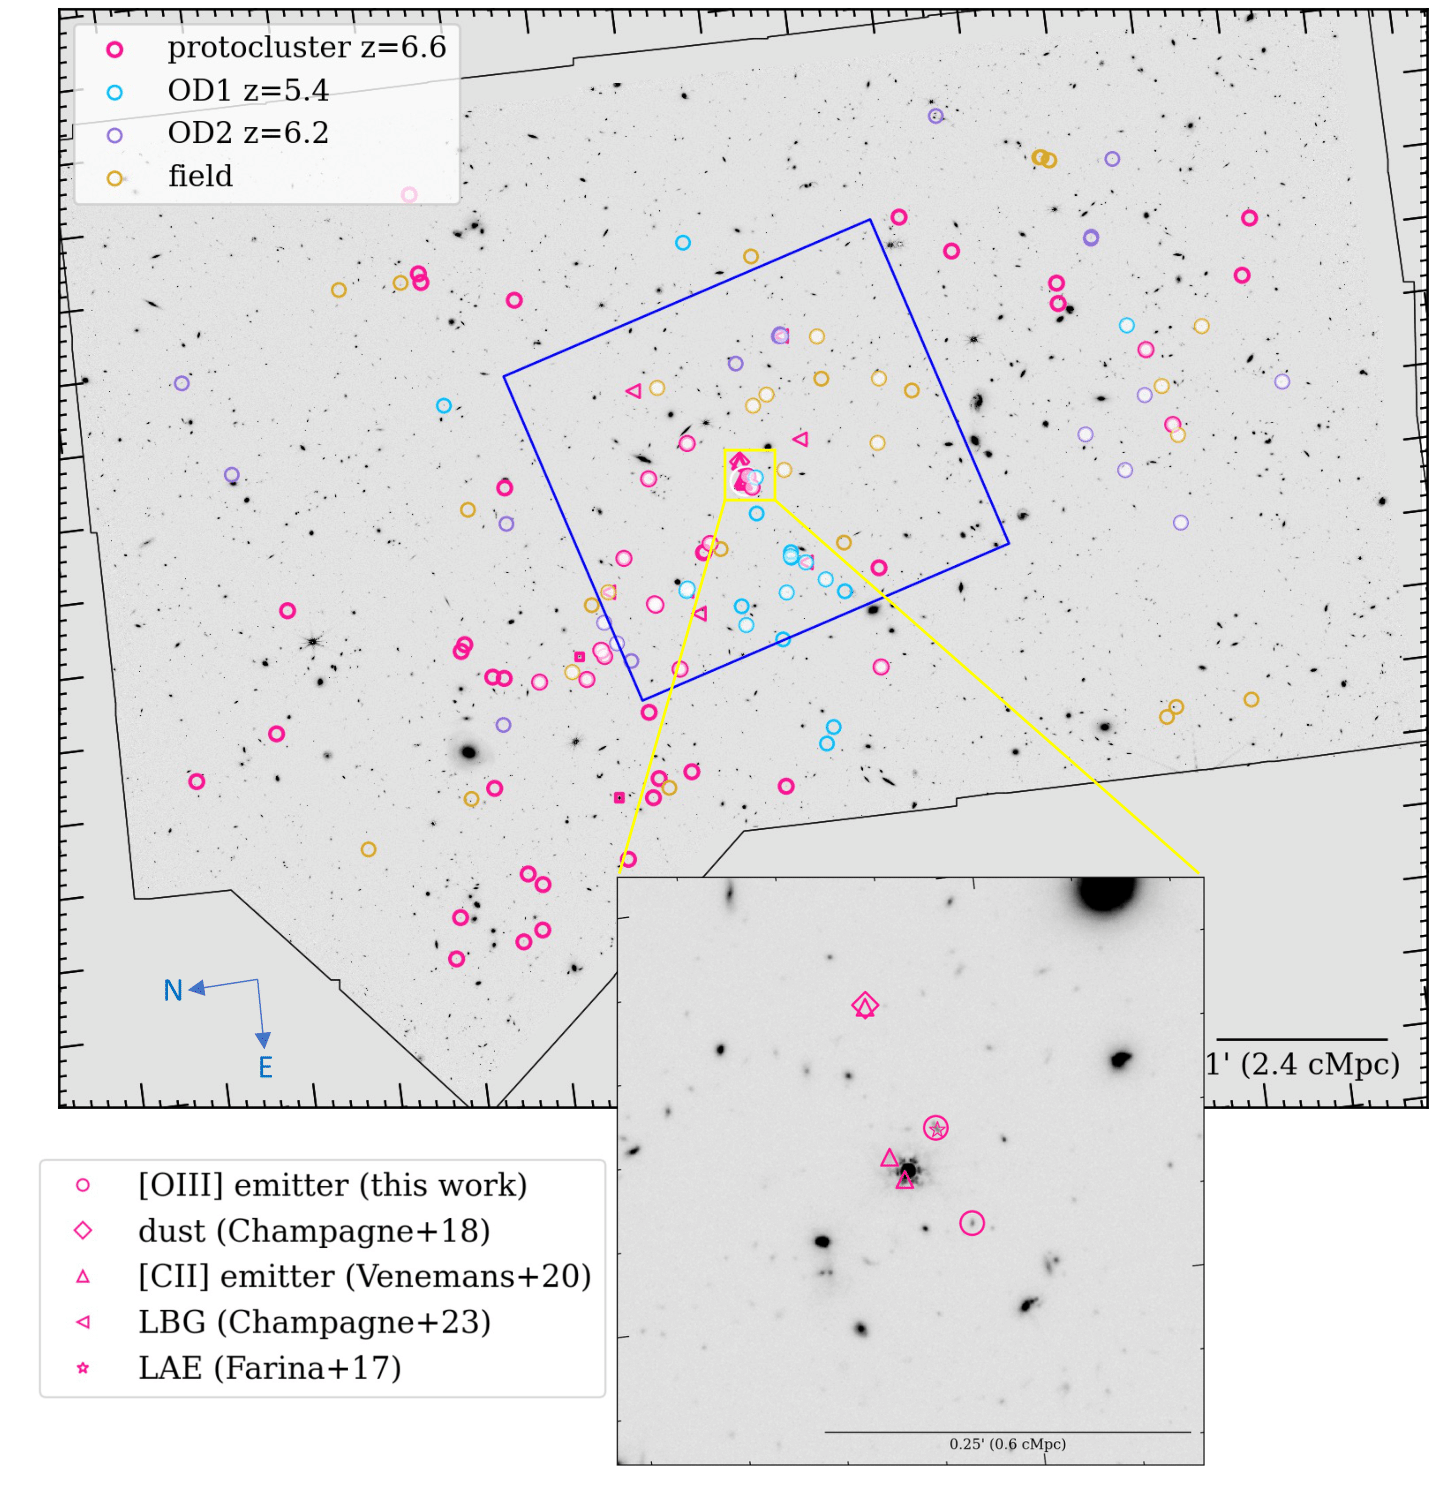 protocluster z=6.6
OD1 z=5.4
OD2 z=6.2
field
N
E
1' (2.4 cMpc)
[OIII] emitter (this work)
dust (Champagne+18)
[CII] emitter (Venemans+20)
LBG (Champagne+23)
LAE (Farina+17)
0.25' (0.6 cMpc)